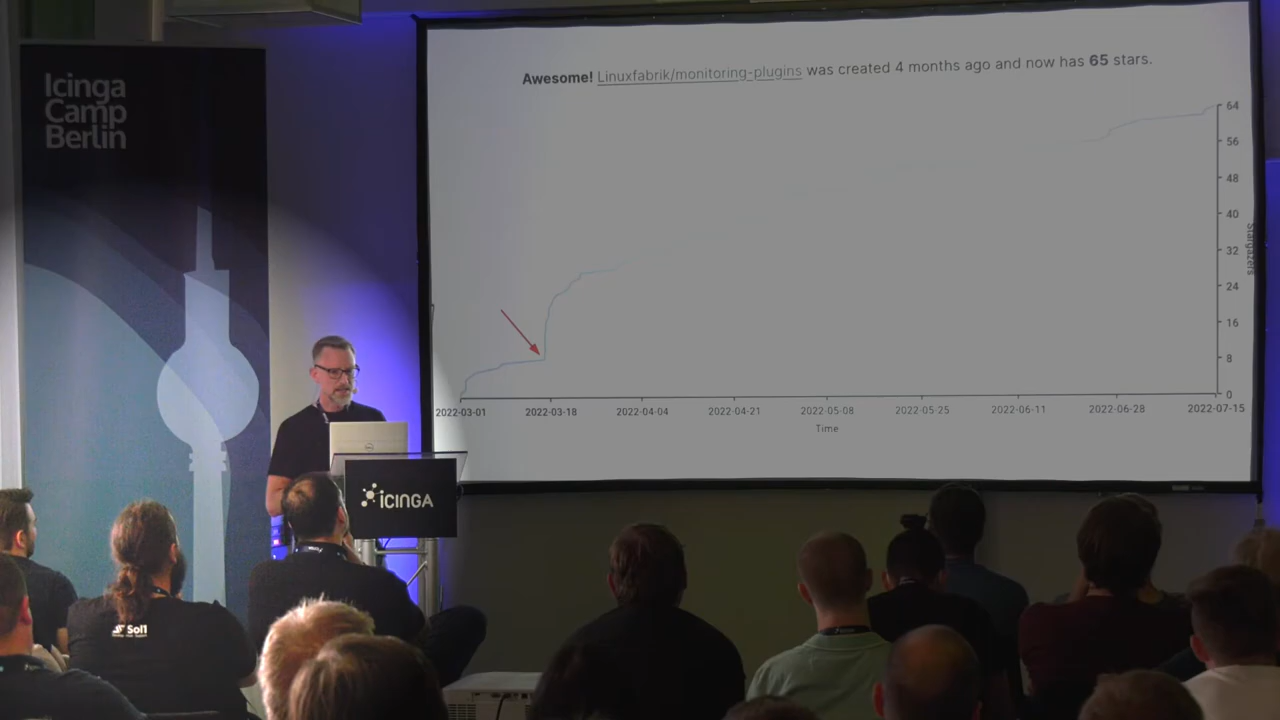 Icinga
Camp
Berlin
Awesome! Linuxfabrik/monitoring-plugins was created 4 months ago and now has 65 stars.
64
56
48
40
32
24
16
8
0
Stargazers
2022-03-01 2022-03-18 2022-04-04 2022-04-21 2022-05-08 2022-05-25 2022-06-11 2022-06-28 2022-07-15
Time
DELL
ICINGA
Sol1